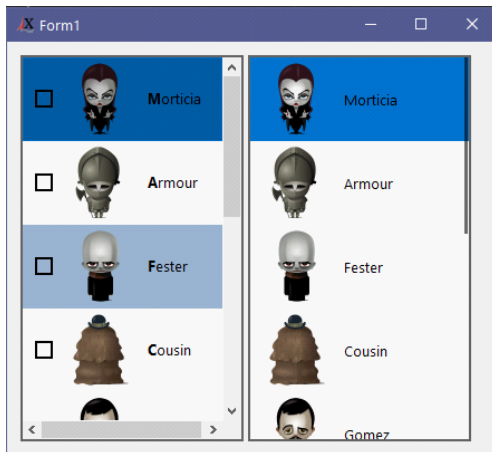 Form1
Morticia
Armour
Fester
Cousin
Morticia
Armour
Fester
Cousin
Gomez